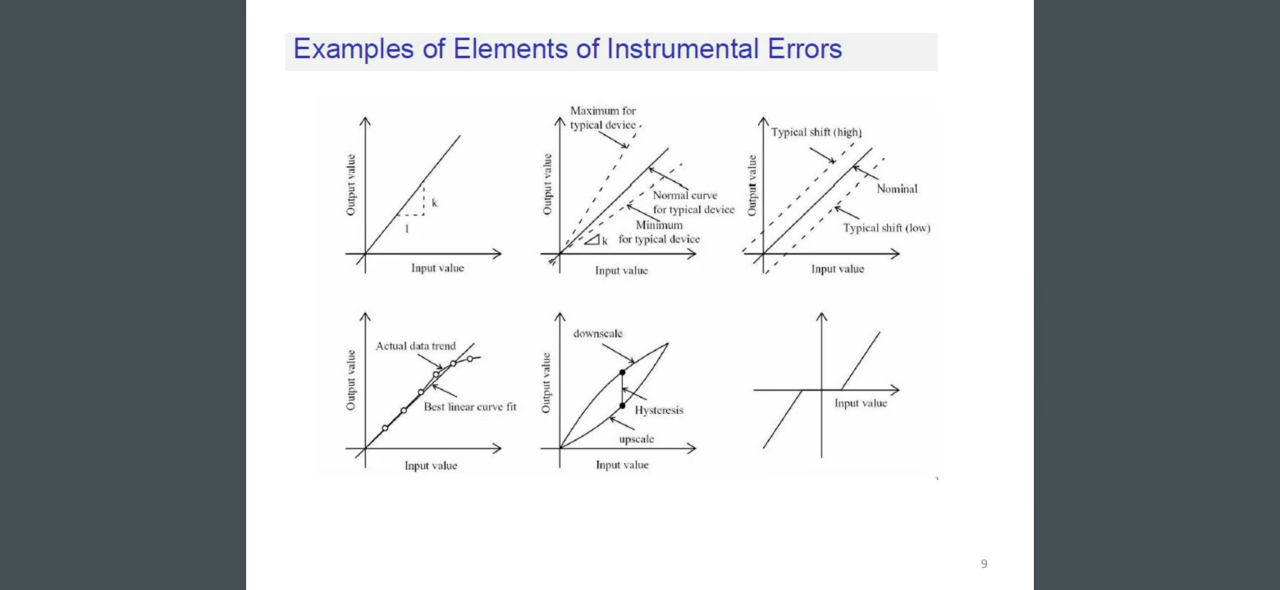 Examples of Elements of Instrumental Errors
Output value
k
1
Input value
Maximum for
typical device
Output value
Normal curve
for typical device
Minimum
for typical device
k
Input value
Typical shift (high)
Output value
Nominal
Typical shift (low)
Input value
Actual data trend
Output value
Best linear curve fit
Input value
downscale
Output value
Hysteresis
upscale
Input value
Input value
9